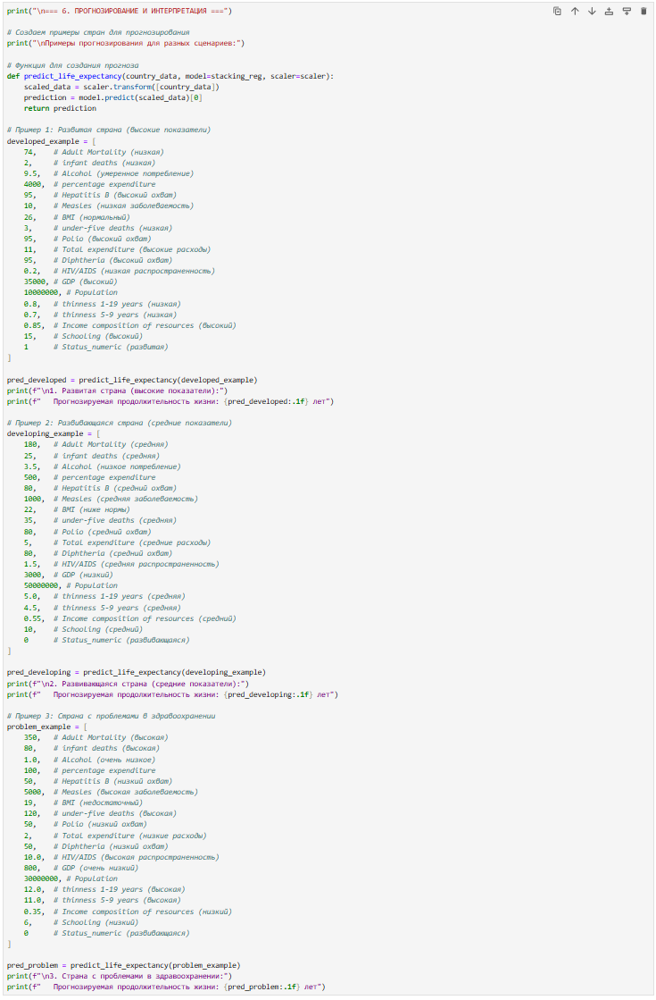 print("\n=== 6. ПРОГНОЗИРОВАНИЕ И ИНТЕРПРЕТАЦИЯ ===")
# Создаем примеры стран для прогнозирования
print("\nПримеры прогнозирования для разных сценариев:")
# Функция для создания прогноза
def predict_life_expectancy(country_data, model=stacking_reg, scaler=scaler):
    scaled_data = scaler.transform([country_data])
    prediction = model.predict(scaled_data)[0]
    return prediction
# Пример 1: Развитая страна (высокие показатели)
developed_example = [
    74,    # Adult Mortality (низкая)
    2,     # infant deaths (низкая)
    9.5,   # Alcohol (умеренное потребление)
    4000,  # percentage expenditure
    95,    # Hepatitis B (высокий охват)
    10,    # Measles (низкая заболеваемость)
    26,    # BMI (нормальный)
    3,     # under-five deaths (низкая)
    95,    # Polio (высокий охват)
    11,    # Total expenditure (высокие расходы)
    95,    # Diphtheria (высокий охват)
    0.2,   # HIV/AIDS (низкая распространенность)
    35000, # GDP (высокий)
    10000000, # Population
    0.8,   # thinness 1-19 years (низкая)
    0.7,   # thinness 5-9 years (низкая)
    0.85,  # Income composition of resources (высокий)
    15,    # Schooling (высокий)
    1      # Status_numeric (развитая)
]
pred_developed = predict_life_expectancy(developed_example)
print(f"\n1. Развитая страна (высокие показатели):")
print(f"   Прогнозируемая продолжительность жизни: {pred_developed:.1f} лет")
# Пример 2: Развивающаяся страна (средние показатели)
developing_example = [
    180,   # Adult Mortality (средняя)
    25,    # infant deaths (средняя)
    3.5,   # Alcohol (низкое потребление)
    500,   # percentage expenditure
    80,    # Hepatitis B (средний охват)
    1000,  # Measles (средняя заболеваемость)
    22,    # BMI (ниже нормы)
    35,    # under-five deaths (средняя)
    80,    # Polio (средний охват)
    5,     # Total expenditure (средние расходы)
    80,    # Diphtheria (средний охват)
    1.5,   # HIV/AIDS (средняя распространенность)
    3000,  # GDP (низкий)
    50000000, # Population
    5.0,   # thinness 1-19 years (средняя)
    4.5,   # thinness 5-9 years (средняя)
    0.55,  # Income composition of resources (средний)
    10,    # Schooling (средний)
    0      # Status_numeric (развивающаяся)
]
pred_developing = predict_life_expectancy(developing_example)
print(f"\n2. Развивающаяся страна (средние показатели):")
print(f"   Прогнозируемая продолжительность жизни: {pred_developing:.1f} лет")
# Пример 3: Страна с проблемами в здравоохранении
problem_example = [
    350,   # Adult Mortality (высокая)
    80,    # infant deaths (высокая)
    1.0,   # Alcohol (очень низкое)
    100,   # percentage expenditure
    50,    # Hepatitis B (низкий охват)
    5000,  # Measles (высокая заболеваемость)
    19,    # BMI (недостаточный)
    120,   # under-five deaths (высокая)
    50,    # Polio (низкий охват)
    2,     # Total expenditure (низкие расходы)
    50,    # Diphtheria (низкий охват)
    10.0,  # HIV/AIDS (высокая распространенность)
    800,   # GDP (очень низкий)
    30000000, # Population
    12.0,  # thinness 1-19 years (высокая)
    11.0,  # thinness 5-9 years (высокая)
    0.35,  # Income composition of resources (низкий)
    6,     # Schooling (низкий)
    0      # Status_numeric (развивающаяся)
]
pred_problem = predict_life_expectancy(problem_example)
print(f"\n3. Страна с проблемами в здравоохранении:")
print(f"   Прогнозируемая продолжительность жизни: {pred_problem:.1f} лет")